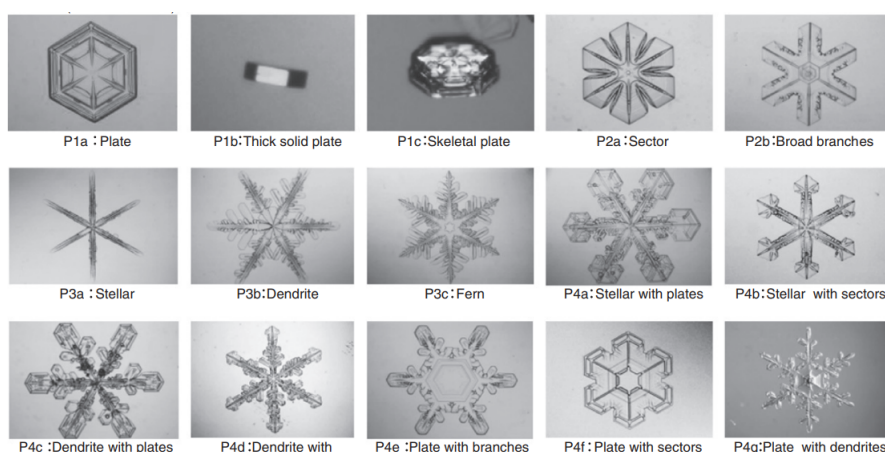 P1a : Plate
P1b:Thick solid plate
P1c:Skeletal plate
P2a:Sector
P2b:Broad branches
P3a : Stellar
P3b:Dendrite
P3c : Fern
P4a:Stellar with plates
P4b:Stellar with sectors
P4c:Dendrite with plates
P4d:Dendrite with
P4e : Plate with branches
P4f : Plate with sectors
P4g:Plate with dendrites